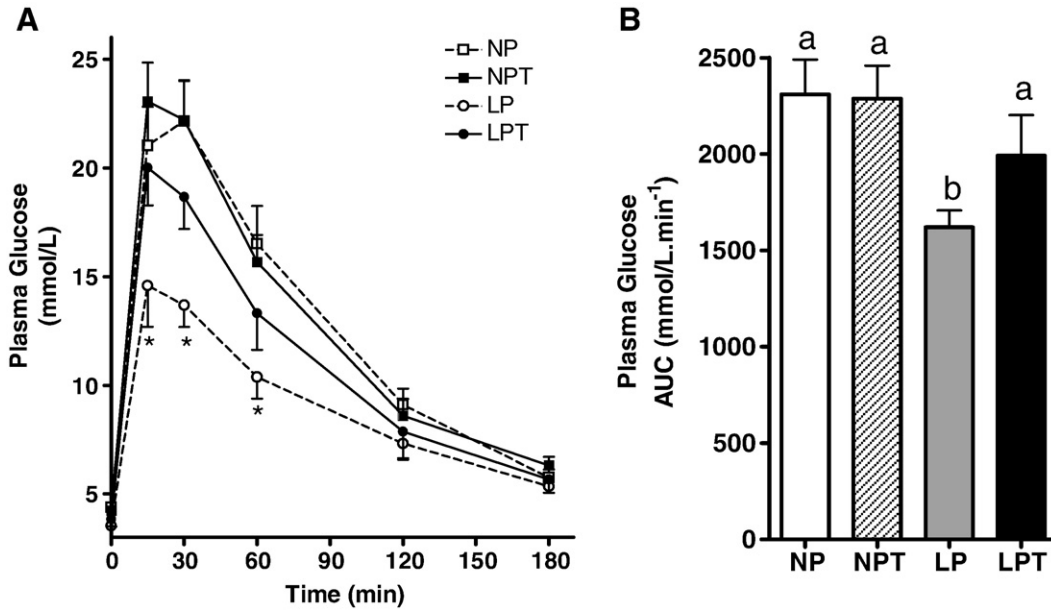 A
Plasma Glucose
(mmol/L)
25
20
15
10
5
NP
NPT
LP
LPT
*
*
*
0
30
60
90
120
150
180
Time (min)
B
Plasma Glucose
AUC (mmol/L.min-1)
2500
2000
1500
1000
500
0
a
a
b
a
NP
NPT
LP
LPT